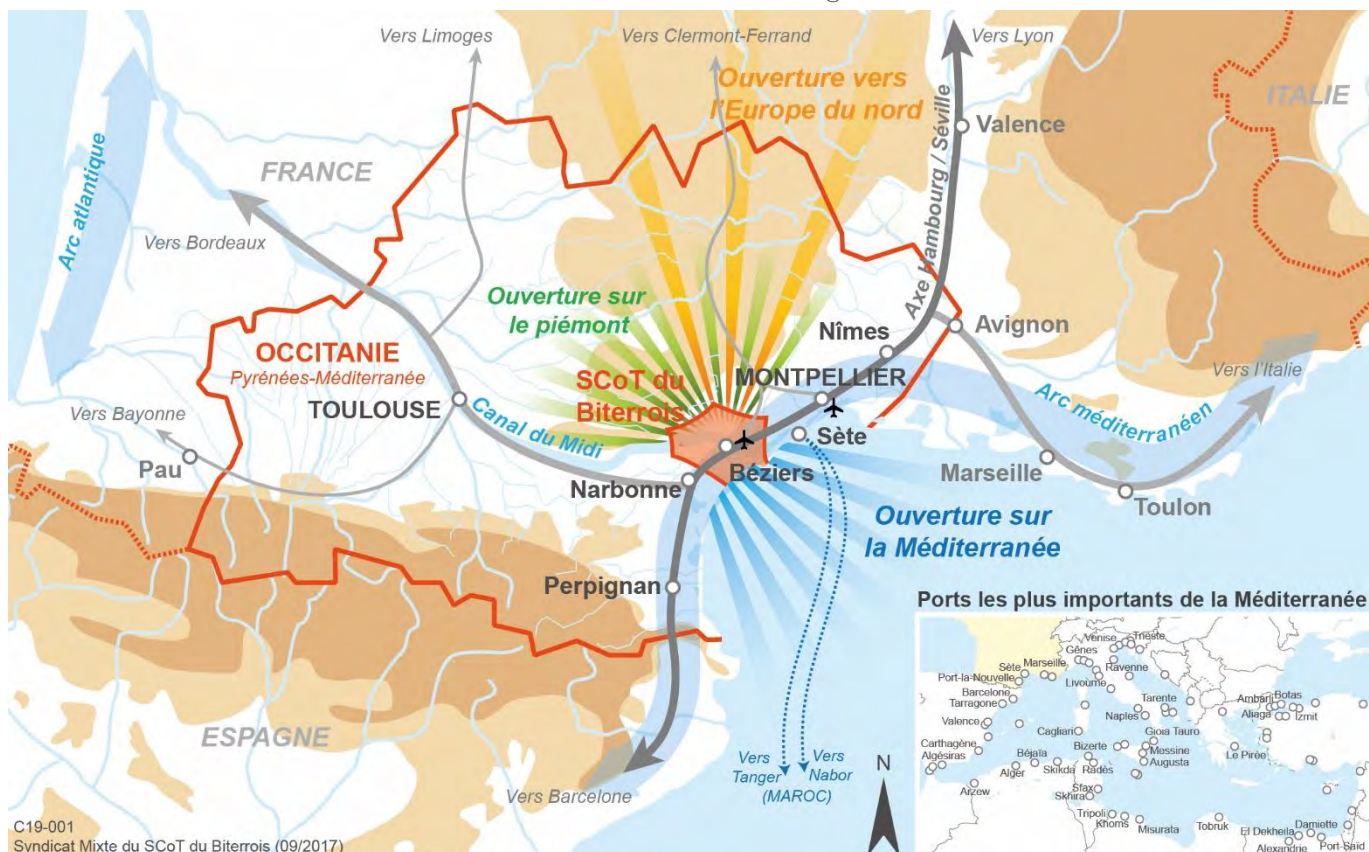 Vers Limoges
Vers Clermont-Ferrand
Vers Lyon
Ouverture vers
l'Europe du nord
ITALIE
Arc atlantique
FRANCE
Valence
Axe Hambourg / Séville
Vers Bordeaux
Ouverture sur
le piémont
Nîmes
Avignon
OCCITANIE
Pyrénées-Méditerranée
SCoT du
Biterrois
MONTPELLIER
Vers l'Italie
Vers Bayonne
TOULOUSE
Canal du Midi
Arc méditerranéen
Pau
Sète
Béziers
Marseille
Narbonne
Toulon
Ouverture sur
la Méditerranée
Perpignan
ESPAGNE
Vers
Tanger
Vers
Nabor
(MAROC)
Vers Barcelone
N
Ports les plus importants de la Méditerranée
Venise
Trieste
Gênes
Marseille
Sète
Port-la-Nouvelle
Ravenne
Livourne
Barcelone
Tarragone
Tarente
Ambarli
Botas
Valence
Naples
Aliaga
Izmit
Cagliari
Gioia Tauro
Carthagène
Bizerte
Messine
Le Pirée
Algésiras
Béjaïa
Augusta
Alger
Skikda
Radès
Arzew
Sfax
Skhira
Tripoli
Khoms
Misurata
Tobruk
El Dekheila
Damiette
Alexandrie
Port-Saïd
C19-001
Syndicat Mixte du SCoT du Biterrois (09/2017)